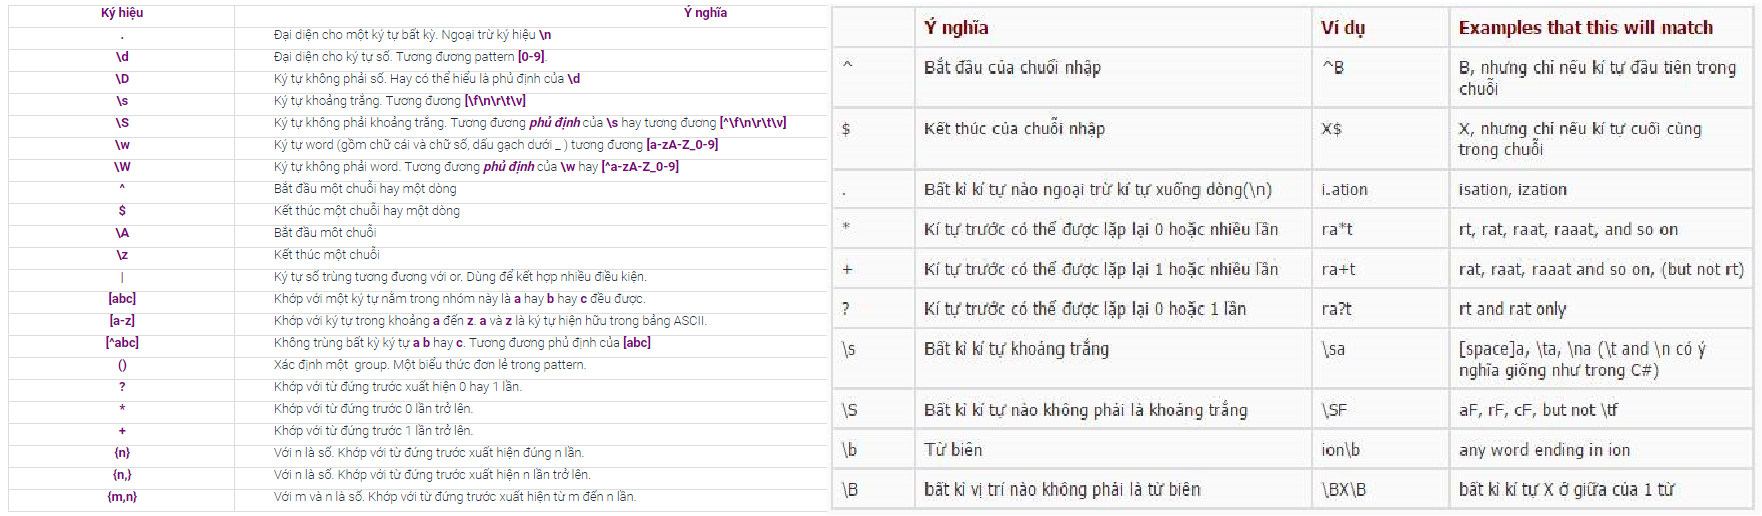 Ký hiệu Ý nghĩa
. Đại diện cho một ký tự bất kỳ. Ngoại trừ ký hiệu \n
\d Đại diện cho ký tự số. Tương đương pattern [0-9].
\D Ký tự không phải số. Hay có thể hiểu là phủ định của \d
\s Ký tự khoảng trắng. Tương đương [\f\n\r\t\v]
\S Ký tự không phải khoảng trắng. Tương đương phủ định của \s hay tương đương [^\f\n\r\t\v]
\w Ký tự word (gồm chữ cái và chữ số, dấu gạch dưới _ ) tương đương [a-zA-Z_0-9]
\W Ký tự không phải word. Tương đương phủ định của \w hay [^a-zA-Z_0-9]
^ Bắt đầu một chuỗi hay một dòng
$ Kết thúc một chuỗi hay một dòng
\A Bắt đầu một chuỗi
\z Kết thúc một chuỗi
| Ký tự số trùng tương đương với or. Dùng để kết hợp nhiều điều kiện.
[abc] Khớp với một ký tự nằm trong nhóm này là a hay b hay c đều được.
[a-z] Khớp với ký tự trong khoảng a đến z. a và z là ký tự hiện hữu trong bảng ASCII.
[^abc] Không trùng bất kỳ ký tự a b hay c. Tương đương phủ định của [abc]
() Xác định một group. Một biểu thức đơn lẻ trong pattern.
? Khớp với từ đứng trước xuất hiện 0 hay 1 lần.
* Khớp với từ đứng trước 0 lần trở lên.
+ Khớp với từ đứng trước 1 lần trở lên.
{n} Với n là số. Khớp với từ đứng trước xuất hiện đúng n lần.
{n,} Với n là số. Khớp với từ đứng trước xuất hiện n lần trở lên.
{m,n} Với m và n là số. Khớp với từ đứng trước xuất hiện từ m đến n lần.
Ý nghĩa Ví dụ Examples that this will match
^ Bắt đầu của chuổi nhập ^B B, nhưng chỉ nếu kí tự đầu tiên trong
chuỗi
$ Kết thúc của chuỗi nhập X$ X, nhưng chỉ nếu kí tự cuối cùng
trong chuỗi
. Bất kì kí tự nào ngoại trừ kí tự xuống dòng(\n) i.ation isation, ization
* Kí tự trước có thể được lặp lại 0 hoặc nhiều lần ra*t rt, rat, raat, raaat, and so on
+ Kí tự trước có thể được lặp lại 1 hoặc nhiều lần ra+t rat, raat, raaat and so on, (but not rt)
? Kí tự trước có thể được lặp lại 0 hoặc 1 lần ra?t rt and rat only
\s Bất kì kí tự khoảng trắng \sa [space]a, \ta, \na (\t and \n có ý
nghĩa giống như trong C#)
\S Bất kì kí tự nào không phải là khoảng trắng \SF aF, rF, cF, but not \tf
\b Từ biên ion\b any word ending in ion
\B bất kì vị trí nào không phải là từ biên \BX\B bất kì kí tự X ở giữa của 1 từ